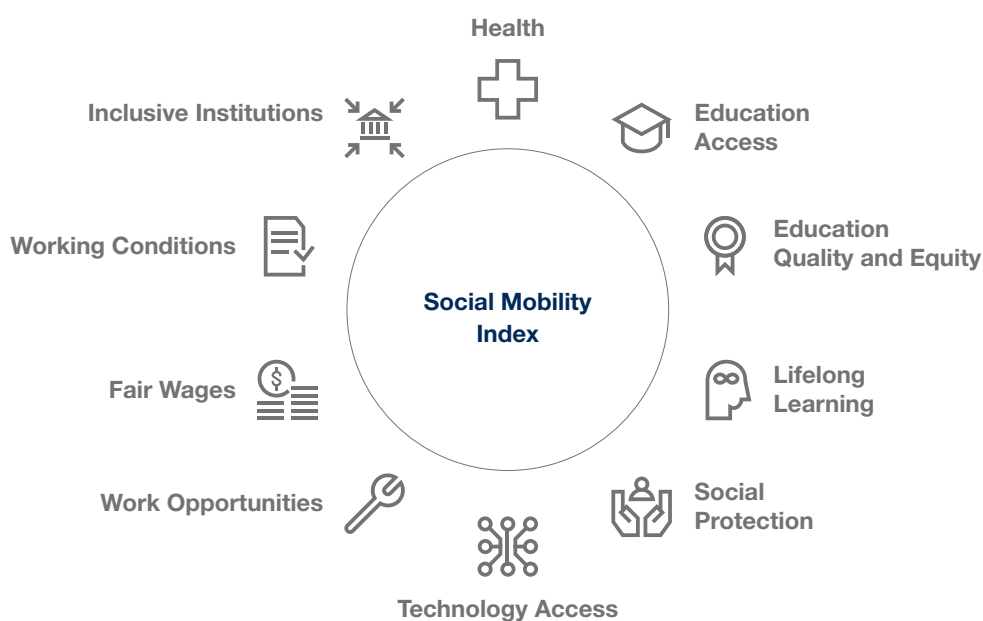 Health
Inclusive Institutions
Education
Access
Working Conditions
Education
Quality and Equity
Social Mobility
Index
Fair Wages
$
Lifelong
Learning
Work Opportunities
Social
Protection
Technology Access